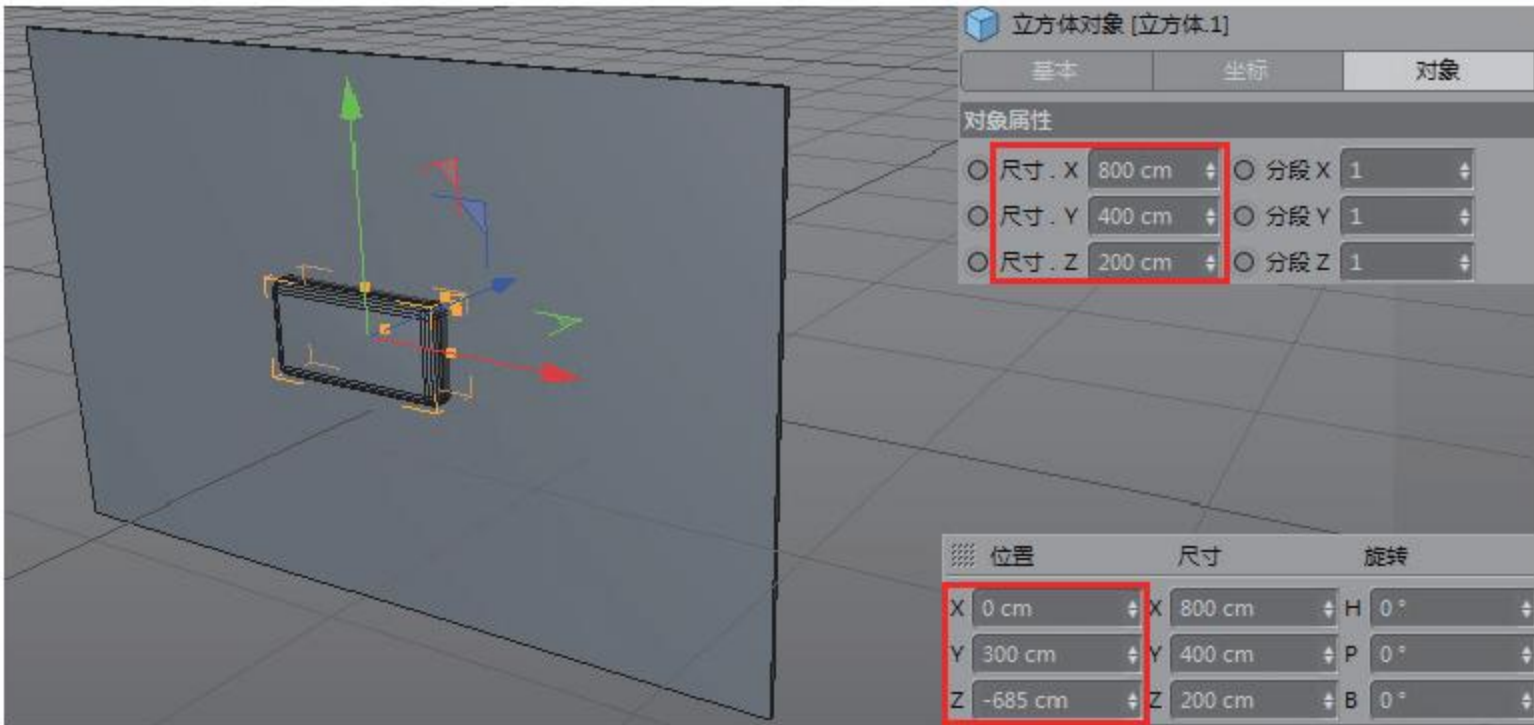 立方体对象 [立方体.1]
基本 坐标 对象
对象属性
尺寸 . X 800 cm 分段 X 1
尺寸 . Y 400 cm 分段 Y 1
尺寸 . Z 200 cm 分段 Z 1
位置 尺寸 旋转
X 0 cm X 800 cm H 0 °
Y 300 cm Y 400 cm P 0 °
Z -685 cm Z 200 cm B 0 °